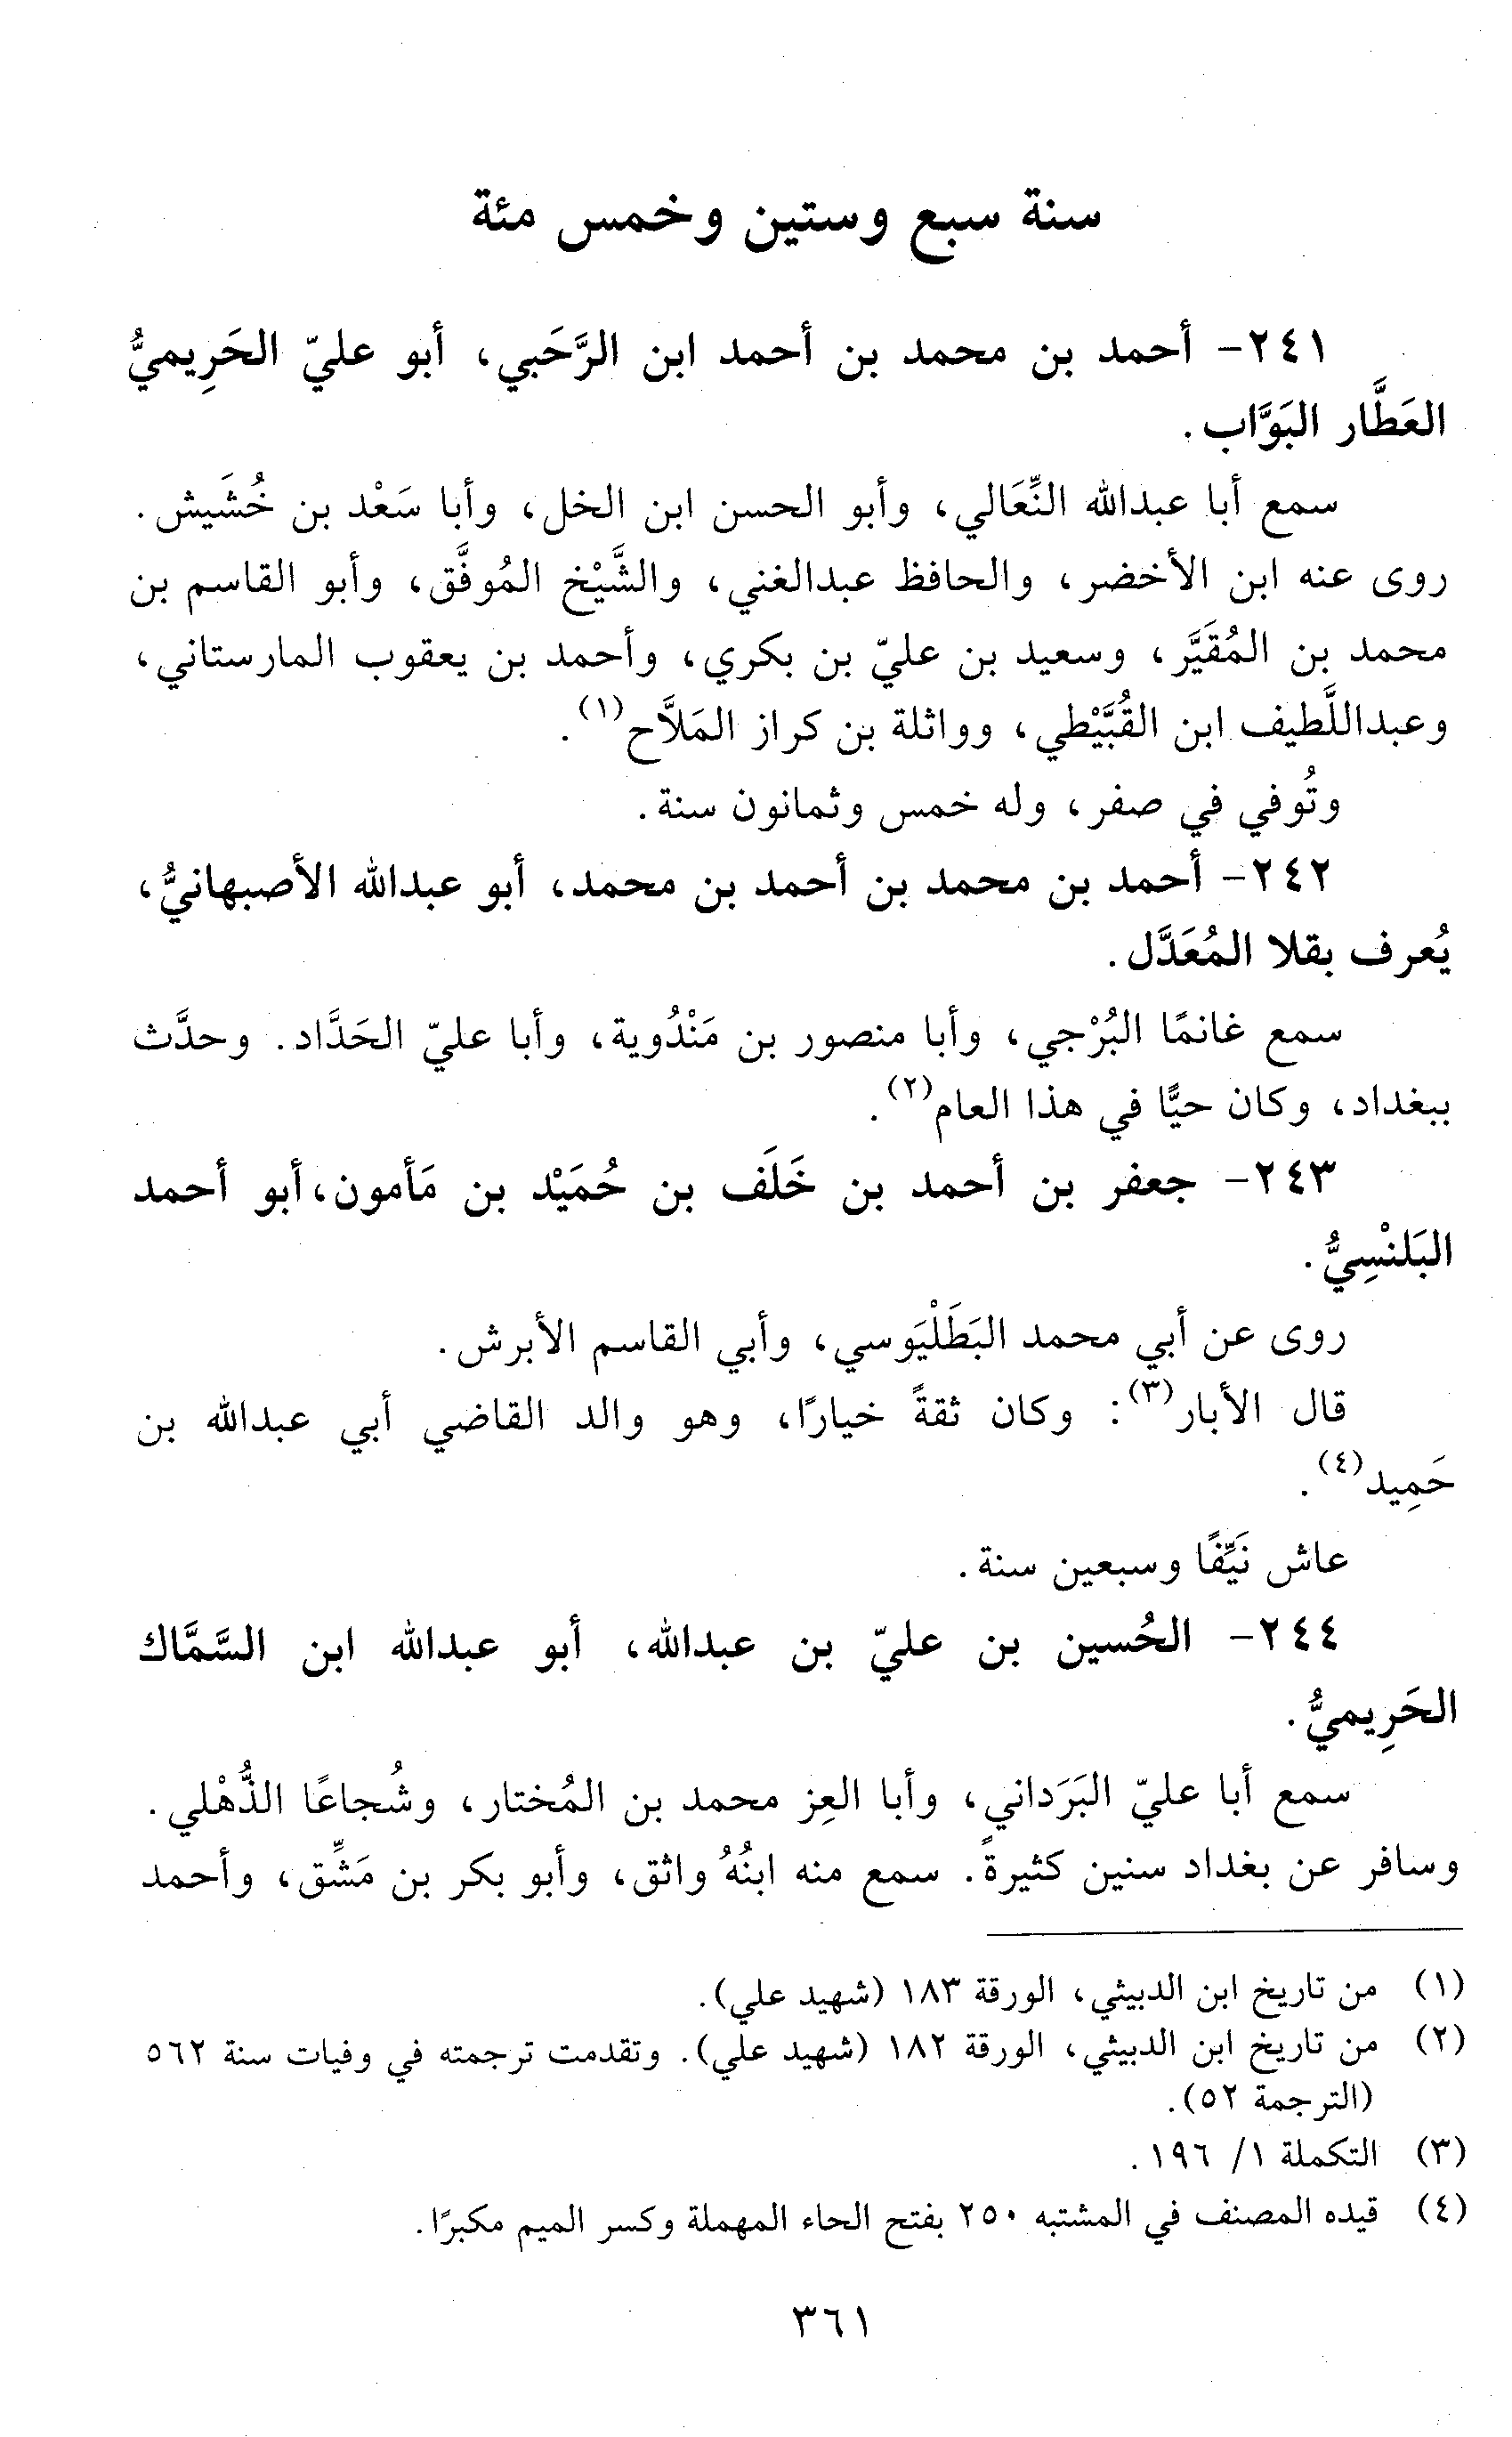 سنة سبع وستين وخمس مئة
٢٤١- أحمد بن محمد بن أحمد ابن الرَّحَبي، أبو عليّ الحَرِيميُّ
العَطَّار البَوَّاب.
سمع أبا عبدالله النِّعَالي، وأبو الحسن ابن الخل، وأبا سَعْد بن خُشَيش.
روى عنه ابن الأخضر، والحافظ عبدالغني، والشَّيْخ المُوفَّق، وأبو القاسم بن
محمد بن المُقَيَّر، وسعيد بن عليّ بن بكري، وأحمد بن يعقوب المارستاني،
وعبداللَّطيف ابن القُبَّيْطي، وواثلة بن كراز المَلاَّح(١).
وتُوفي في صفر، وله خمس وثمانون سنة.
٢٤٢- أحمد بن محمد بن أحمد بن محمد، أبو عبدالله الأصبهانيُّ،
يُعرف بقلا المُعَدَّل.
سمع غانمًا البُرْجي، وأبا منصور بن مَنْدُوية، وأبا عليّ الحَدَّاد. وحدَّث
ببغداد، وكان حيًّا في هذا العام(٢).
٢٤٣- جعفر بن أحمد بن خَلَف بن حُمَيْد بن مَأمون، أبو أحمد
البَلنْسِيُّ.
روى عن أبي محمد البَطَلْيَوسي، وأبي القاسم الأبرش.
قال الأبار(٣): وكان ثقةً خيارًا، وهو والد القاضي أبي عبدالله بن
حَمِيد(٤).
عاش نَيِّفًا وسبعين سنة.
٢٤٤- الحُسين بن عليّ بن عبدالله، أبو عبدالله ابن السَّمَّاك
الحَرِيميُّ.
سمع أبا عليّ البَرَداني، وأبا العِز محمد بن المُختار، وشُجاعًا الذُّهْلي.
وسافر عن بغداد سنين كثيرةً. سمع منه ابنُهُ واثق، وأبو بكر بن مَشِّق، وأحمد
(١) من تاريخ ابن الدبيثي، الورقة ١٨٣ (شهيد علي).
(٢) من تاريخ ابن الدبيثي، الورقة ١٨٢ (شهيد علي). وتقدمت ترجمته في وفيات سنة ٥٦٢
(الترجمة ٥٢).
(٣) التكملة ١/ ١٩٦.
(٤) قيده المصنف في المشتبه ٢٥٠ بفتح الحاء المهملة وكسر الميم مكبرًا.
٣٦١